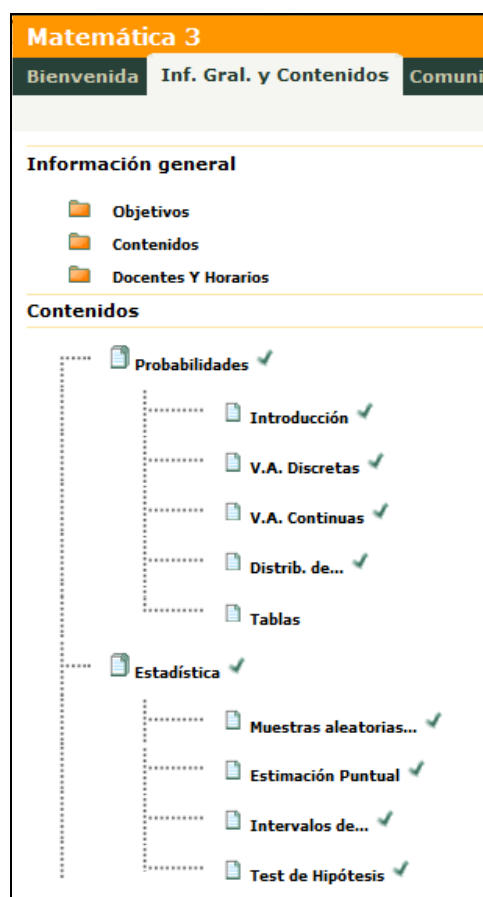 Matemática 3
Bienvenida Inf. Gral. y Contenidos Comuni
Información general
Objetivos
Contenidos
Docentes Y Horarios
Contenidos
Probabilidades
Introducción
V.A. Discretas
V.A. Continuas
Distrib. de...
Tablas
Estadística
Muestras aleatorias...
Estimación Puntual
Intervalos de...
Test de Hipótesis